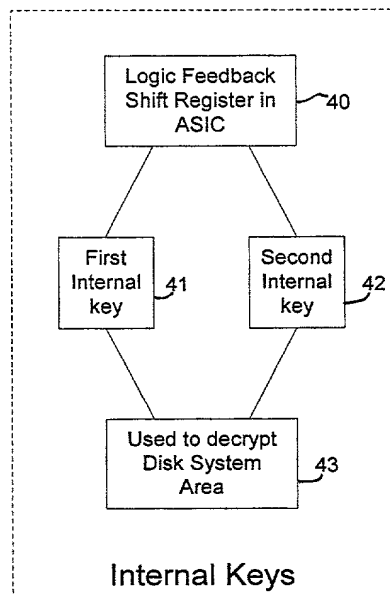 Logic Feedback
Shift Register in
ASIC
40
First
Internal
key
41
Second
Internal
key
42
Used to decrypt
Disk System
Area
43
Internal Keys